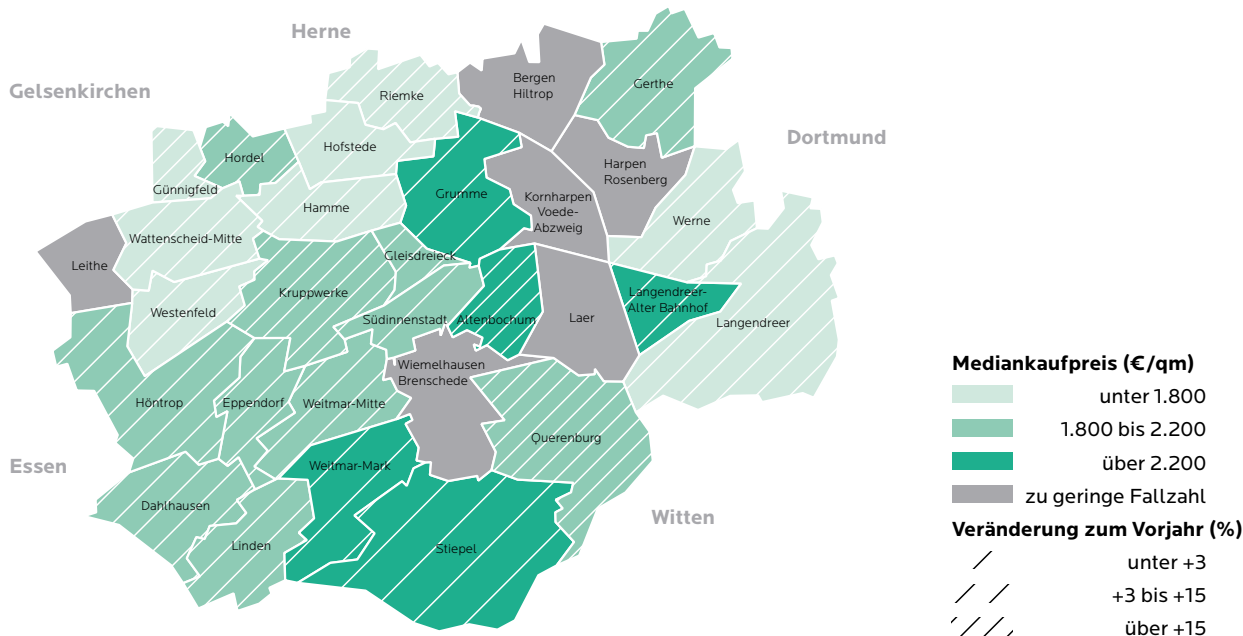 Herne
Gelsenkirchen
Dortmund
Essen
Witten
Bergen
Hiltrop
Gerthe
Riemke
Hofstede
Hordel
Günnigfeld
Harpen
Rosenberg
Grumme
Kornharpen
Voede-
Abzweig
Hamme
Werne
Wattenscheid-Mitte
Leithe
Gleisdreieck
Kruppwerke
Westenfeld
Südinnenstadt
Altenbochum
Laer
Langendreer-
Alter Bahnhof
Langendreer
Wiemelhausen
Brenschede
Höntrop
Eppendorf
Weitmar-Mitte
Querenburg
Weitmar-Mark
Dahlhausen
Linden
Stiepel
Mediankaufpreis (€/qm)
unter 1.800
1.800 bis 2.200
über 2.200
zu geringe Fallzahl
Veränderung zum Vorjahr (%)
unter +3
+3 bis +15
über +15